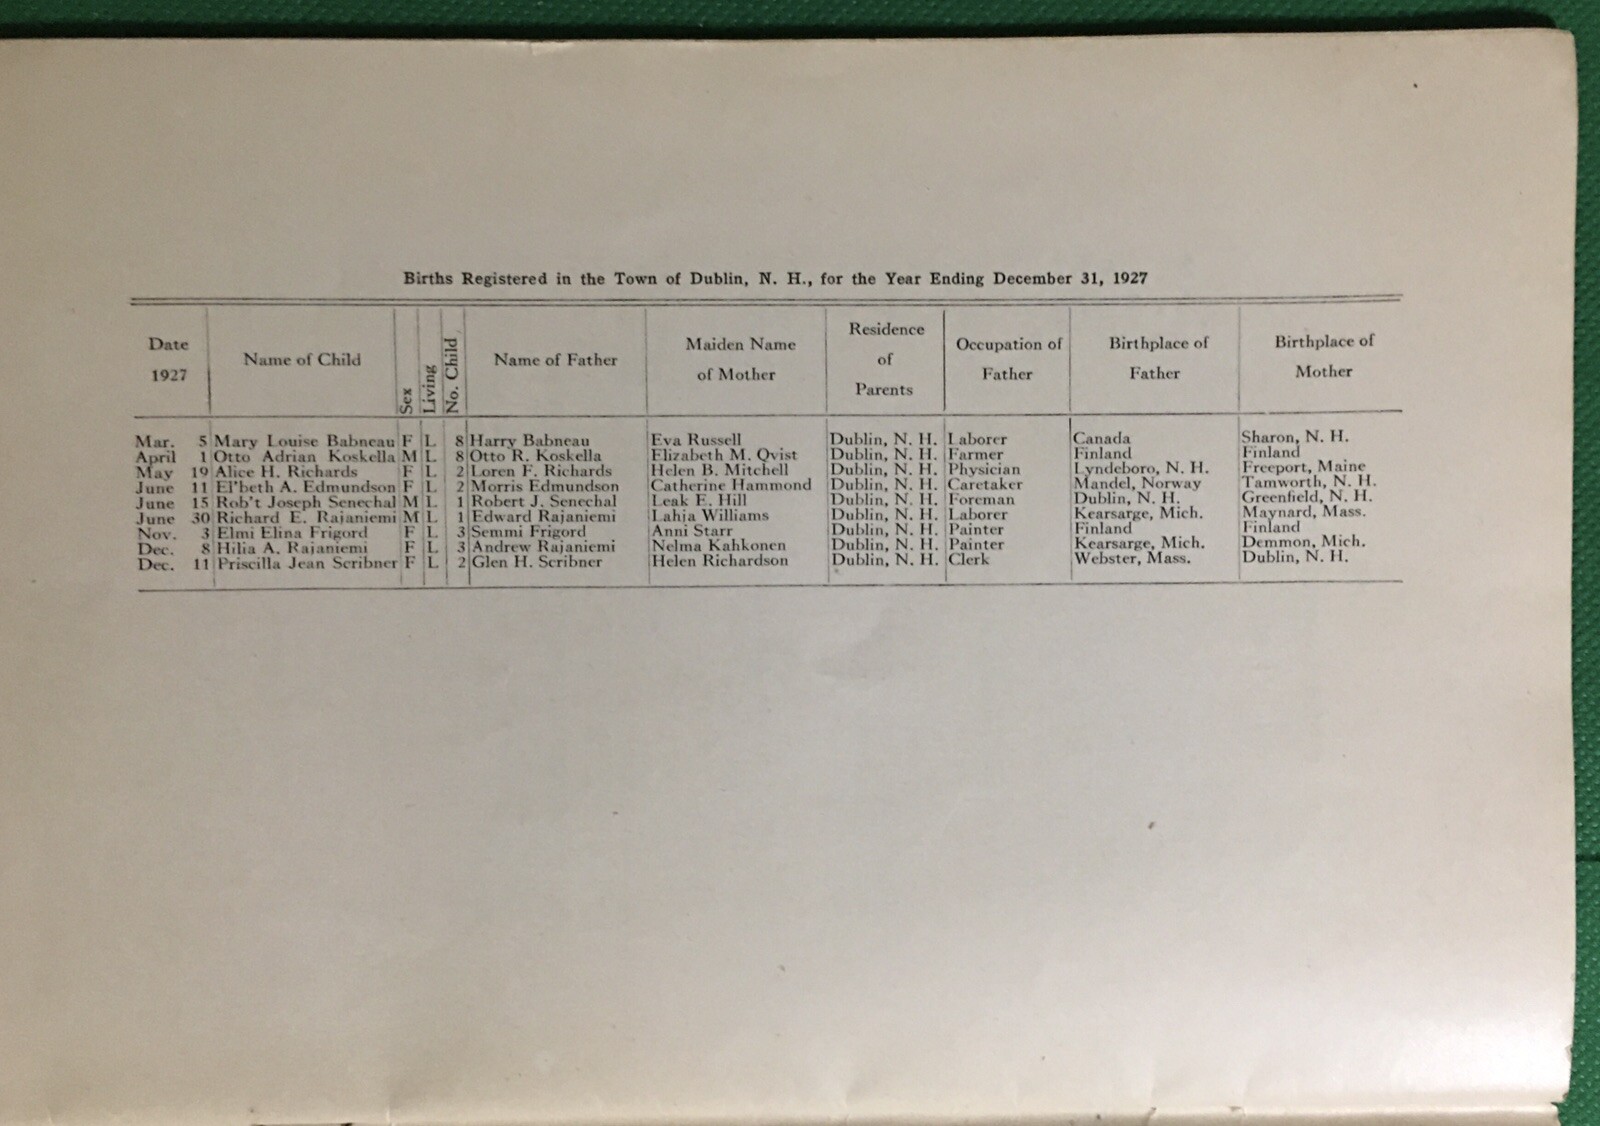 Births Registered in the Town of Dublin, N. H., for the Year Ending December 31, 1927
Date 1927 Name of Child Sex Living No. Child, Name of Father Maiden Name of Mother Residence of Parents Occupation of Father Birthplace of Father Birthplace of Mother
Mar. 5 Mary Louise Babneau F L 8 Harry Babneau Eva Russell Dublin, N. H. Laborer Canada Sharon, N. H.
April 1 Otto Adrian Koskella M L 8 Otto R. Koskella Elizabeth M. Qvist Dublin, N. H. Farmer Finland Finland
May 19 Alice H. Richards F L 2 Loren F. Richards Helen B. Mitchell Dublin, N. H. Physician Lyndeboro, N. H. Freeport, Maine
June 11 El'beth A. Edmundson F L 2 Morris Edmundson Catherine Hammond Dublin, N. H. Caretaker Mandel, Norway Tamworth, N. H.
June 15 Rob't Joseph Senechal M L 1 Robert J. Senechal Leak E. Hill Dublin, N. H. Foreman Dublin, N. H. Greenfield, N. H.
June 30 Richard E. Rajaniemi M L 1 Edward Rajaniemi Lahja Williams Dublin, N. H. Laborer Kearsarge, Mich. Maynard, Mass.
Nov. 3 Elmi Elina Frigord F L 3 Semmi Frigord Anni Starr Dublin, N. H. Painter Finland Finland
Dec. 8 Hilia A. Rajaniemi F L 3 Andrew Rajaniemi Nelma Kahkonen Dublin, N. H. Painter Kearsarge, Mich. Demmon, Mich.
Dec. 11 Priscilla Jean Scribner F L 2 Glen H. Scribner Helen Richardson Dublin, N. H. Clerk Webster, Mass. Dublin, N. H.